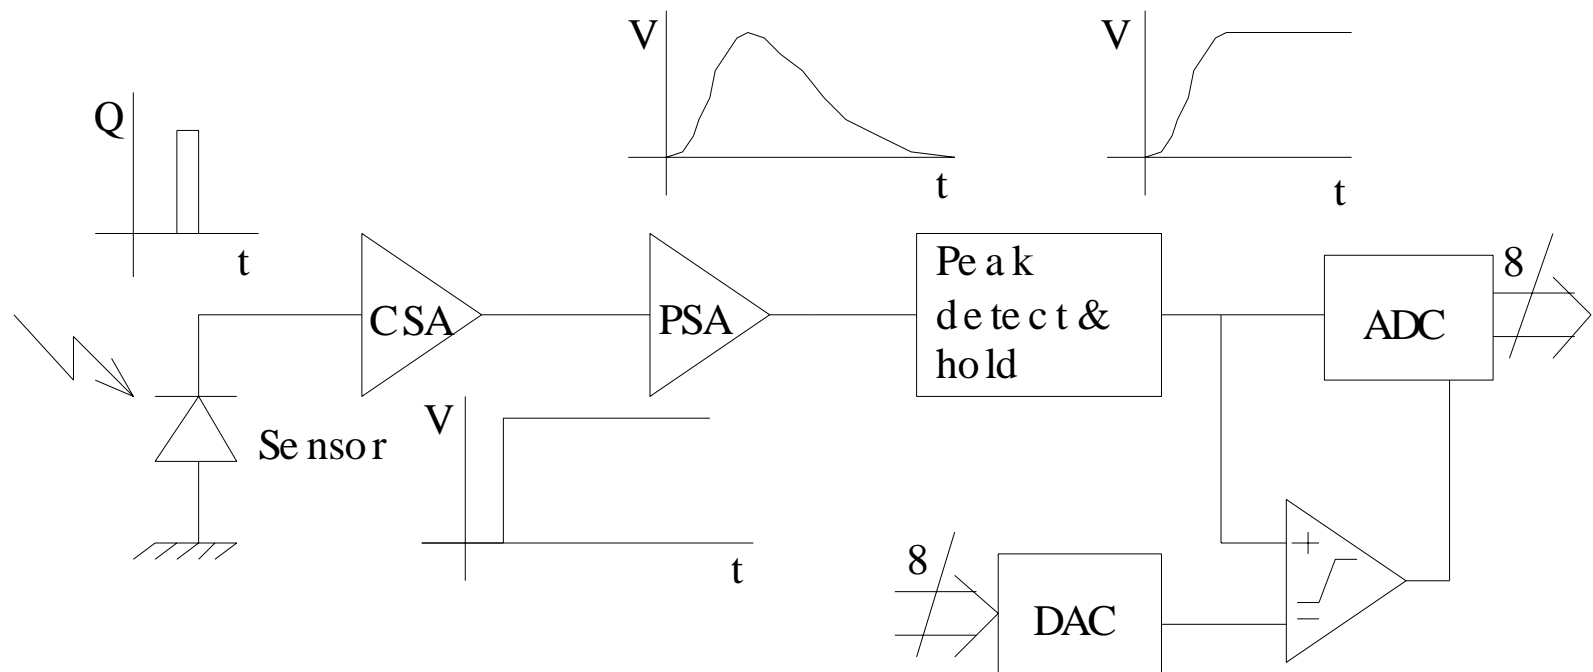 V
V
Q
t
t
t
Peak
detect &
hold
8
CSA
PSA
ADC
V
Sensor
t
8
+
DAC
=